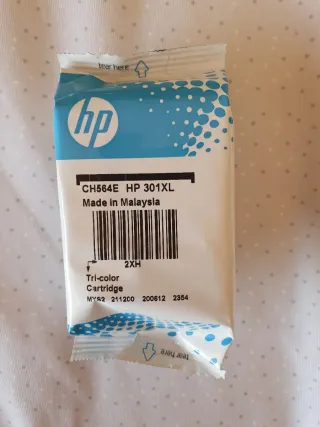 tear here
hp
CH564E HP 301XL
Made in Malaysia
2XH
Tri-color
Cartridge
MYS2 211200 200612 2354
tear here